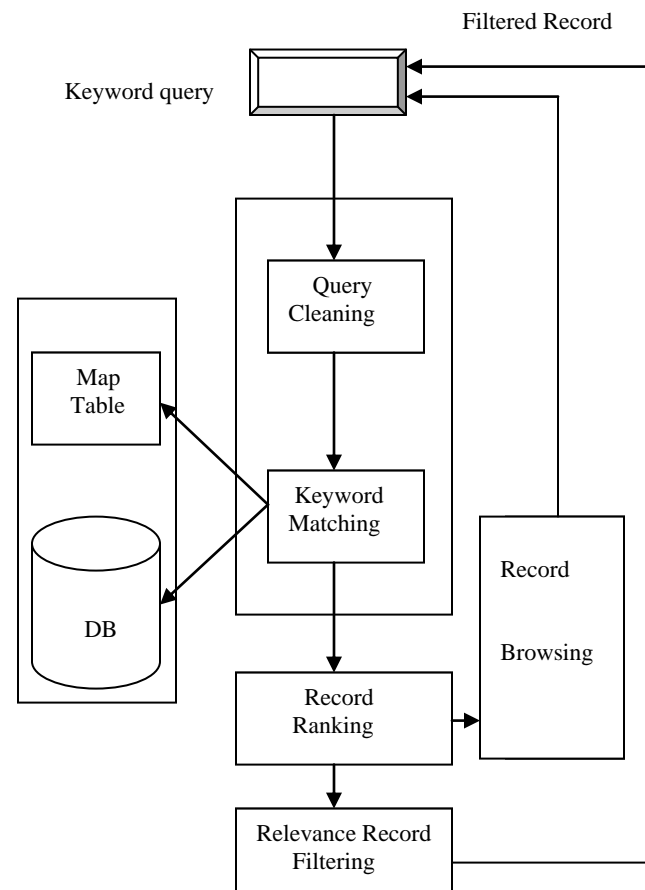 Filtered Record
Keyword query
Query
Cleaning
Map
Table
Keyword
Matching
DB
Record
Browsing
Record
Ranking
Relevance Record
Filtering